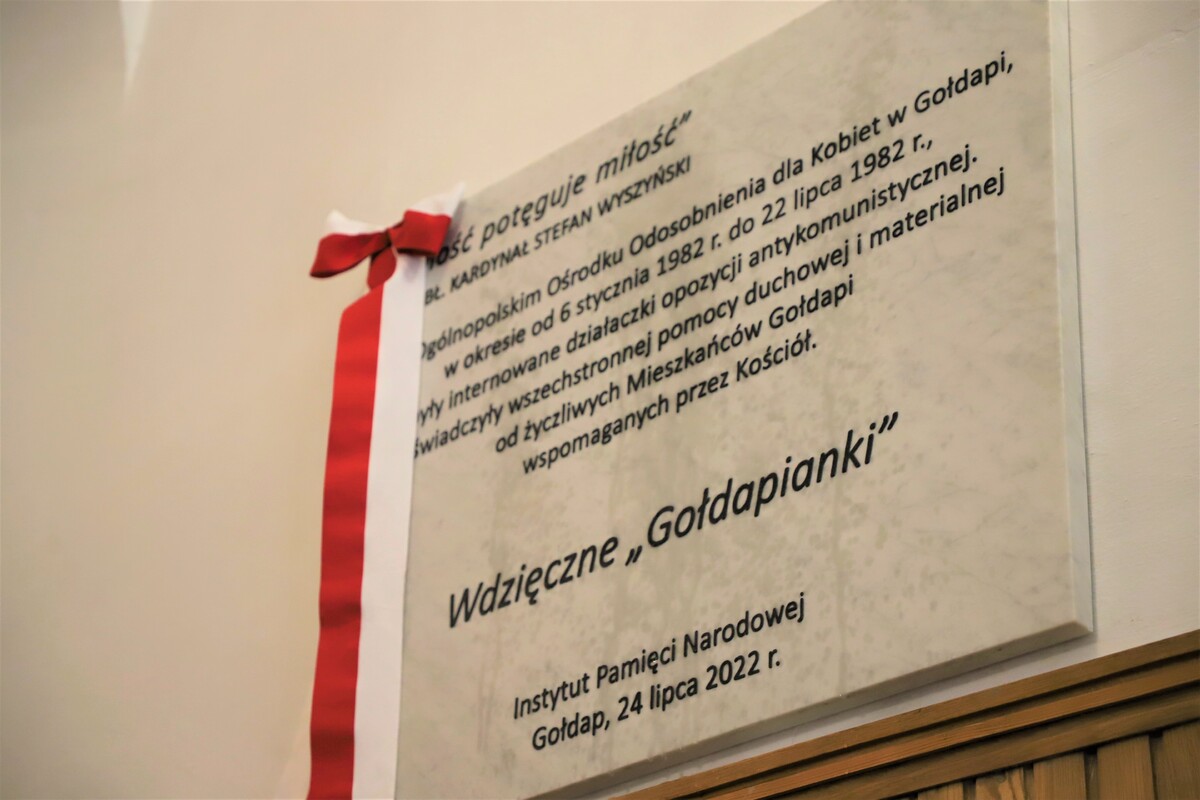 potęguje miłość”
BŁ. KARDYNAŁ STEFAN WYSZYŃSKI
Ogólnopolskim Ośrodku Odosobnienia dla Kobiet w Gołdapi,
w okresie od 6 stycznia 1982 r. do 22 lipca 1982 r.,
były internowane działaczki opozycji antykomunistycznej.
wszechstronnej pomocy duchowej i materialnej
od życzliwych Mieszkańców Gołdapi
wspomaganych przez Kościół.
Wdzięczne „Gołdapianki”
Instytut Pamięci Narodowej
Gołdap, 24 lipca 2022 r.